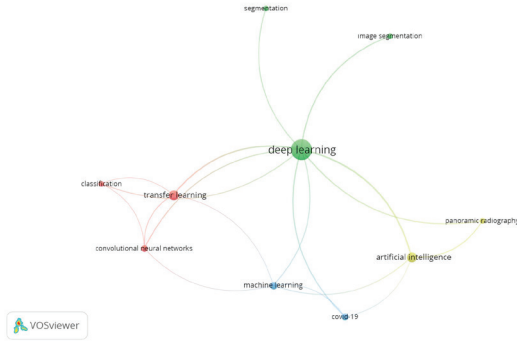 segmentation
image segmentation
deep learning
classification
transfer learning
panoramic radiography
convolutional neural networks
artificial intelligence
machine learning
covid-19
VOSviewer